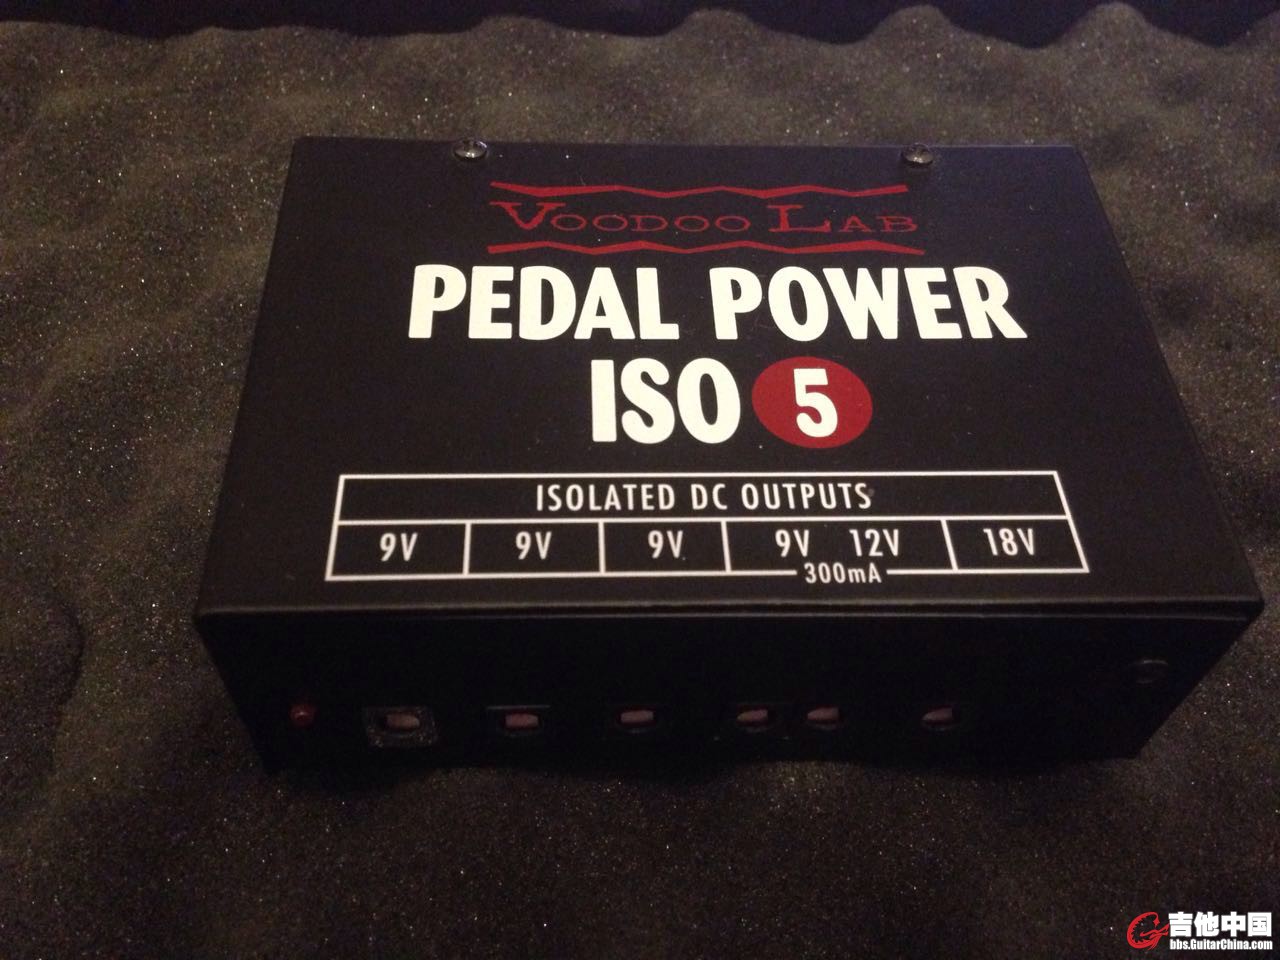 VOODOO LAB
PEDAL POWER
ISO 5
ISOLATED DC OUTPUTS
9V 9V 9V 9V 12V 18V
300mA
吉他中国
bbs.GuitarChina.com